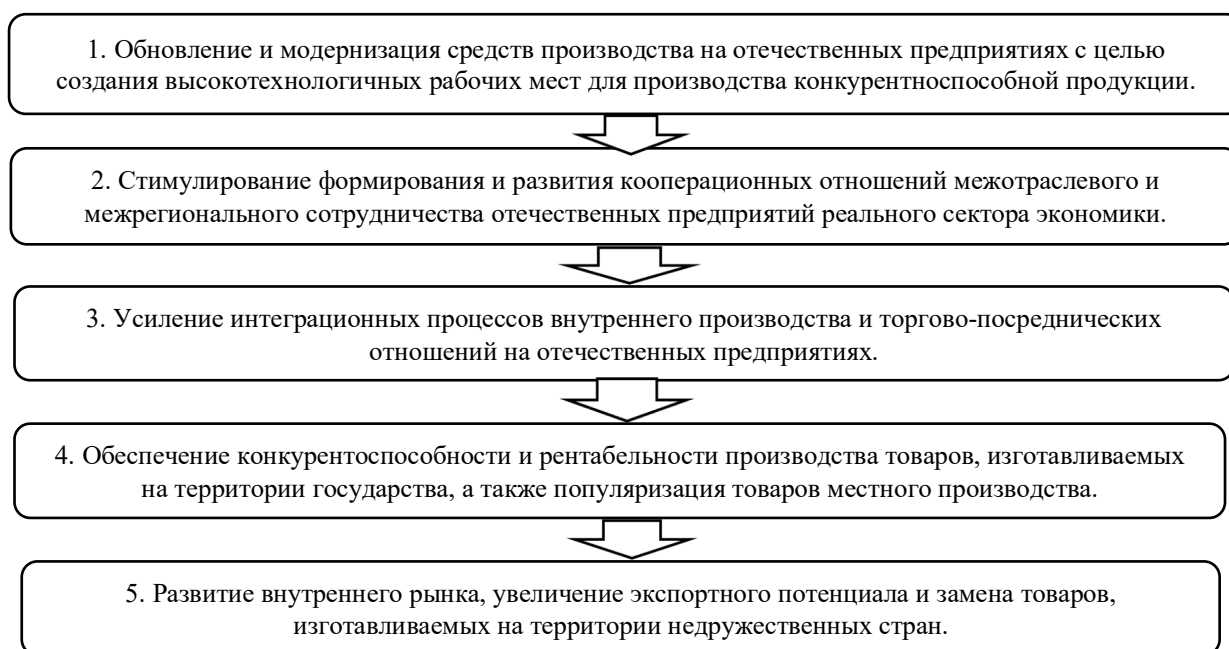 1. Обновление и модернизация средств производства на отечественных предприятиях с целью
создания высокотехнологичных рабочих мест для производства конкурентноспособной продукции.
2. Стимулирование формирования и развития кооперационных отношений межотраслевого и
межрегионального сотрудничества отечественных предприятий реального сектора экономики.
3. Усиление интеграционных процессов внутреннего производства и торгово-посреднических
отношений на отечественных предприятиях.
4. Обеспечение конкурентоспособности и рентабельности производства товаров, изготавливаемых
на территории государства, а также популяризация товаров местного производства.
5. Развитие внутреннего рынка, увеличение экспортного потенциала и замена товаров,
изготавливаемых на территории недружественных стран.